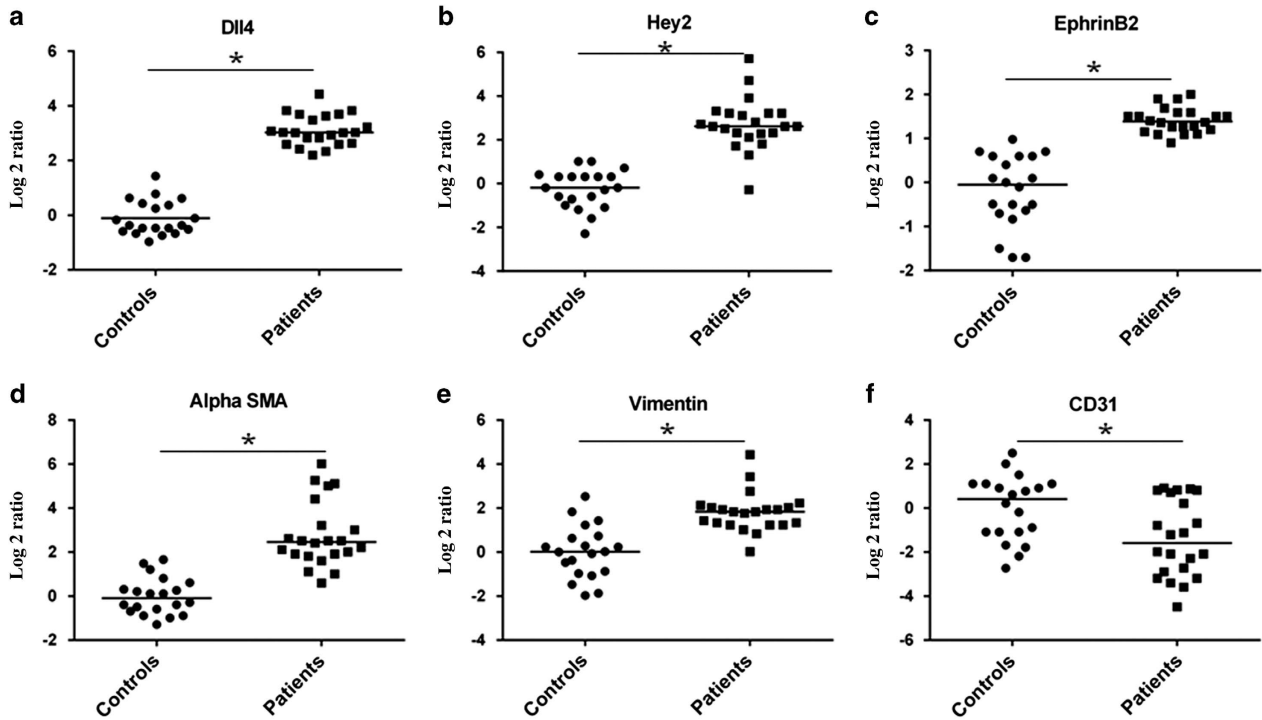 a
Dll4
*
Log 2 ratio
6
4
2
0
-2
Controls
Patients
b
Hey2
*
Log 2 ratio
6
4
2
0
-2
-4
Controls
Patients
c
EphrinB2
*
Log 2 ratio
3
2
1
0
-1
-2
Controls
Patients
d
Alpha SMA
*
Log 2 ratio
8
6
4
2
0
-2
Controls
Patients
e
Vimentin
*
Log 2 ratio
6
4
2
0
-2
-4
Controls
Patients
f
CD31
*
Log 2 ratio
4
2
0
-2
-4
-6
Controls
Patients